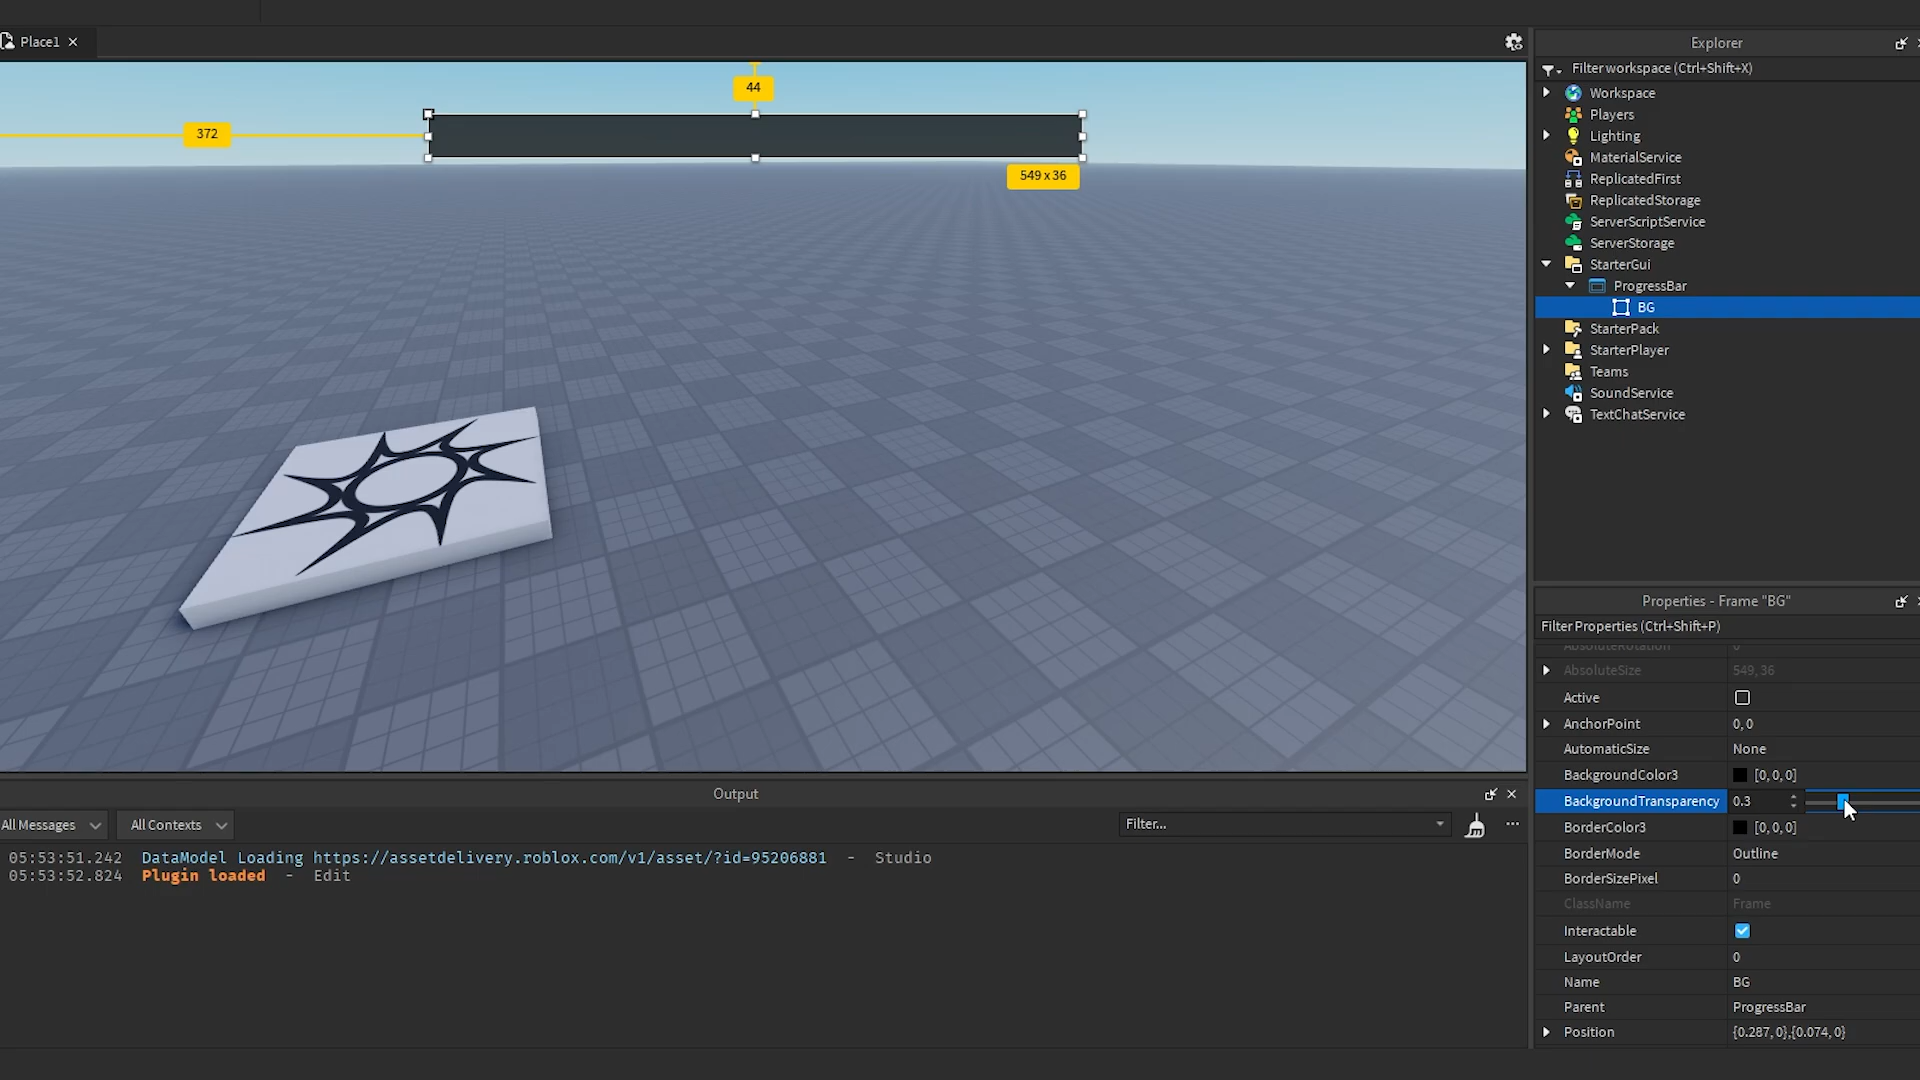 Place1
44
372
549 x 36
Explorer
Filter workspace (Ctrl+Shift+X)
Workspace
Players
Lighting
MaterialService
ReplicatedFirst
ReplicatedStorage
ServerScriptService
ServerStorage
StarterGui
ProgressBar
BG
StarterPack
StarterPlayer
Teams
SoundService
TextChatService
Properties - Frame "BG"
Filter Properties (Ctrl+Shift+P)
AbsoluteRotation 0
AbsoluteSize 549, 36
Active
AnchorPoint 0, 0
AutomaticSize None
BackgroundColor3 [0, 0, 0]
BackgroundTransparency 0.3
BorderColor3 [0, 0, 0]
BorderMode Outline
BorderSizePixel 0
ClassName Frame
Interactable
LayoutOrder 0
Name BG
Parent ProgressBar
Position {0.287, 0},{0.074, 0}
Output
All Messages All Contexts Filter... ...
05:53:51.242 DataModel Loading https://assetdelivery.roblox.com/v1/asset/?id=95206881 - Studio
05:53:52.824 Plugin loaded - Edit